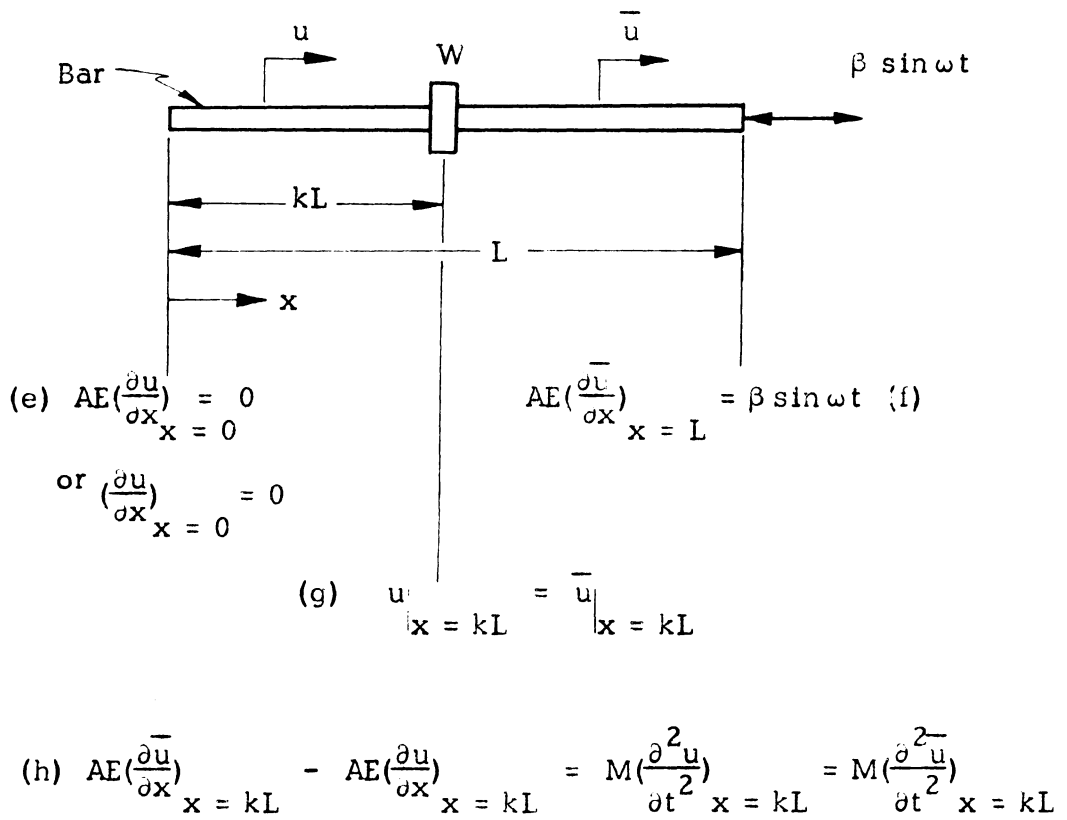 u
u̅
W
Bar
β sin ωt
kL
L
x
(e) AE(∂u/∂x)ₓ ₌ ₀ = 0
AE(∂u̅/∂x)ₓ ₌ L = β sin ωt (f)
or (∂u/∂x)ₓ ₌ ₀ = 0
(g) u|ₓ ₌ kL = u̅|ₓ ₌ kL
(h) AE(∂u̅/∂x)ₓ ₌ kL - AE(∂u/∂x)ₓ ₌ kL = M(∂²u/∂t²)ₓ ₌ kL = M(∂²u̅/∂t²)ₓ ₌ kL